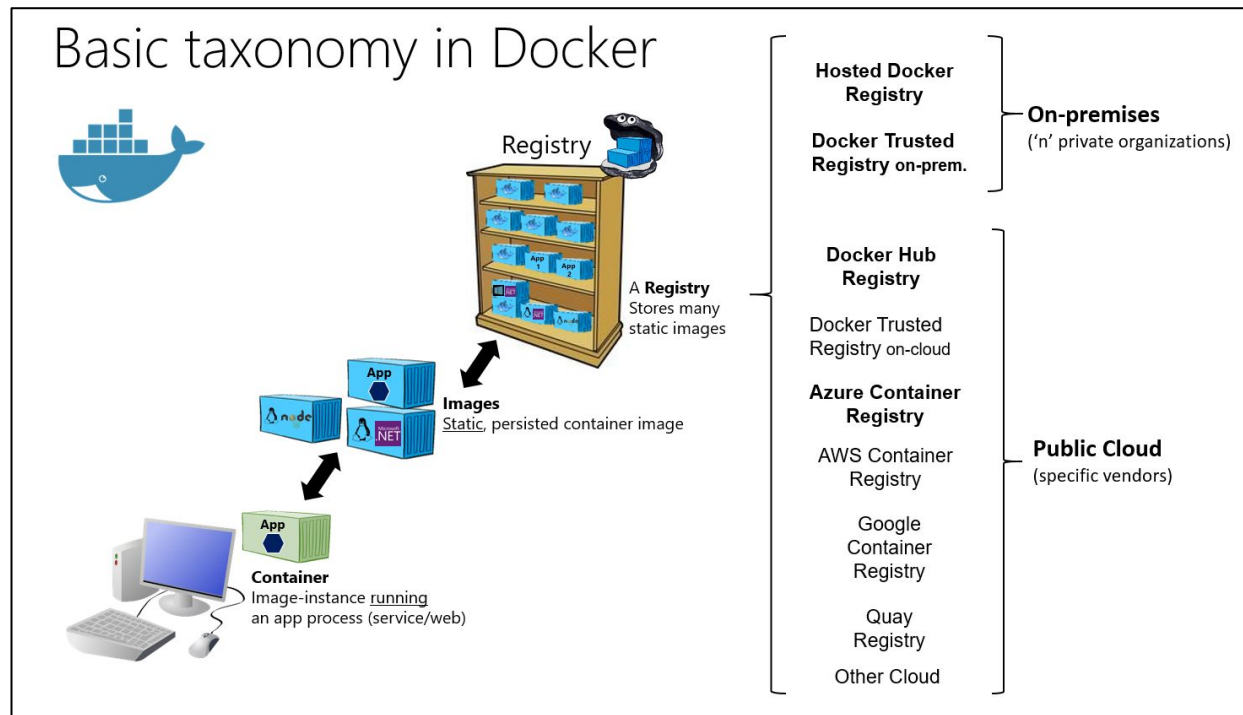 Basic taxonomy in Docker
Registry
App
1
App
2
.NET
.NET
node
A Registry
Stores many
static images
App
node
Microsoft
.NET
Images
Static, persisted container image
App
Container
Image-instance running
an app process (service/web)
Hosted Docker
Registry
Docker Trusted
Registry on-prem.
On-premises
(‘n’ private organizations)
Docker Hub
Registry
Docker Trusted
Registry on-cloud
Azure Container
Registry
AWS Container
Registry
Google
Container
Registry
Quay
Registry
Other Cloud
Public Cloud
(specific vendors)